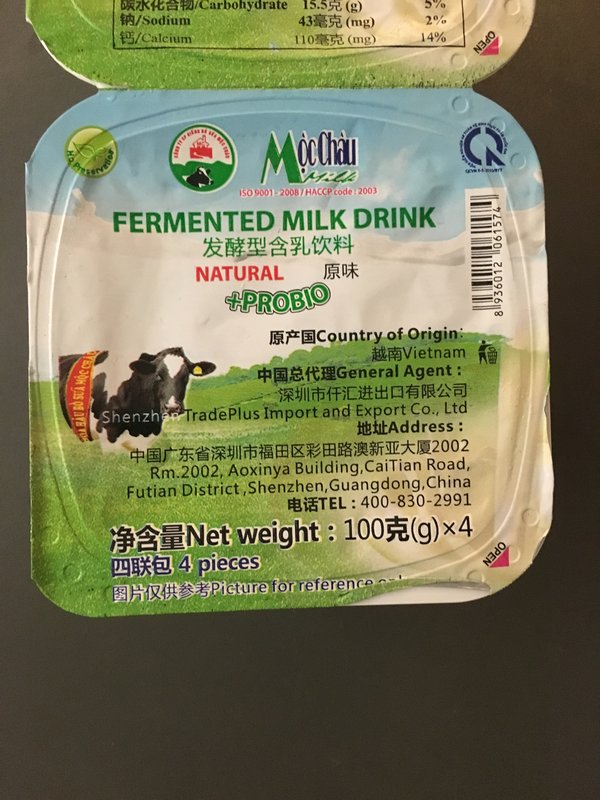 碳水化合物/Carbohydrate 15.5克(g) 5%
钠/Sodium 43毫克(mg) 2%
钙/Calcium 110毫克(mg) 14%
OPEN
No Preservative
MộcChâu
Milk
ISO 9001 - 2008 / HACCP code : 2003
FERMENTED MILK DRINK
发酵型含乳饮料
NATURAL 原味
+PROBIO
8 936012 061574
原产国Country of Origin:
越南Vietnam
中国总代理General Agent :
深圳市仟汇进出口有限公司
Shenzhen TradePlus Import and Export Co., Ltd
地址Address :
中国广东省深圳市福田区彩田路澳新亚大厦2002
Rm.2002, Aoxinya Building,CaiTian Road,
Futian District ,Shenzhen,Guangdong,China
电话TEL : 400-830-2991
净含量Net weight : 100克(g)×4
四联包 4 pieces
图片仅供参考Picture for reference
OPEN